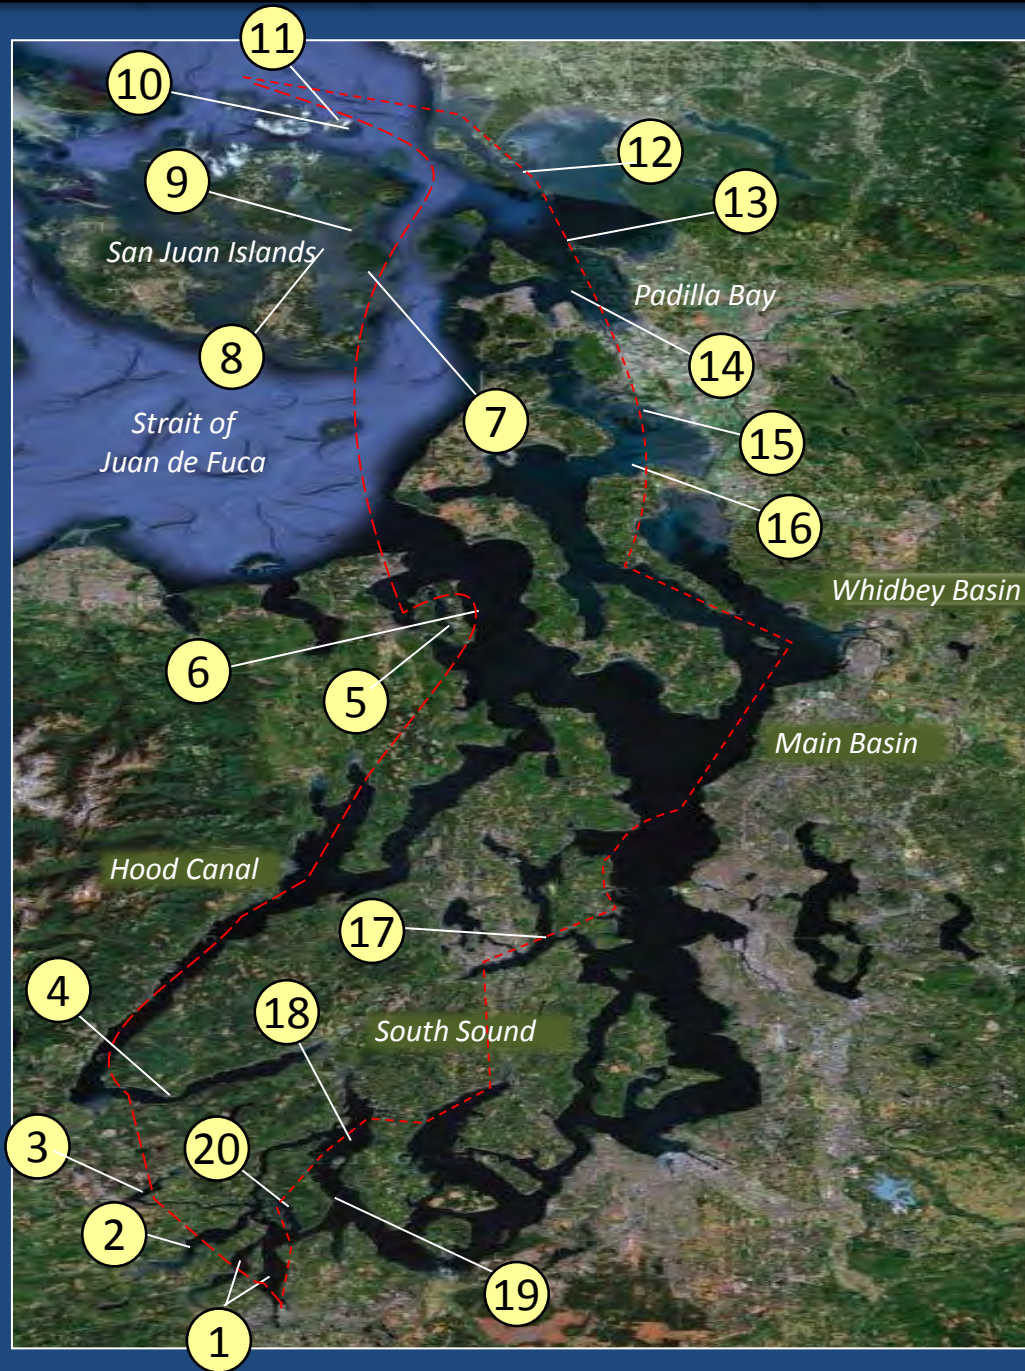 11
10
12
9
13
San Juan Islands
Padilla Bay
8
14
7
Strait of
Juan de Fuca
15
16
Whidbey Basin
6
5
Main Basin
Hood Canal
17
4
18
South Sound
3
20
2
19
1